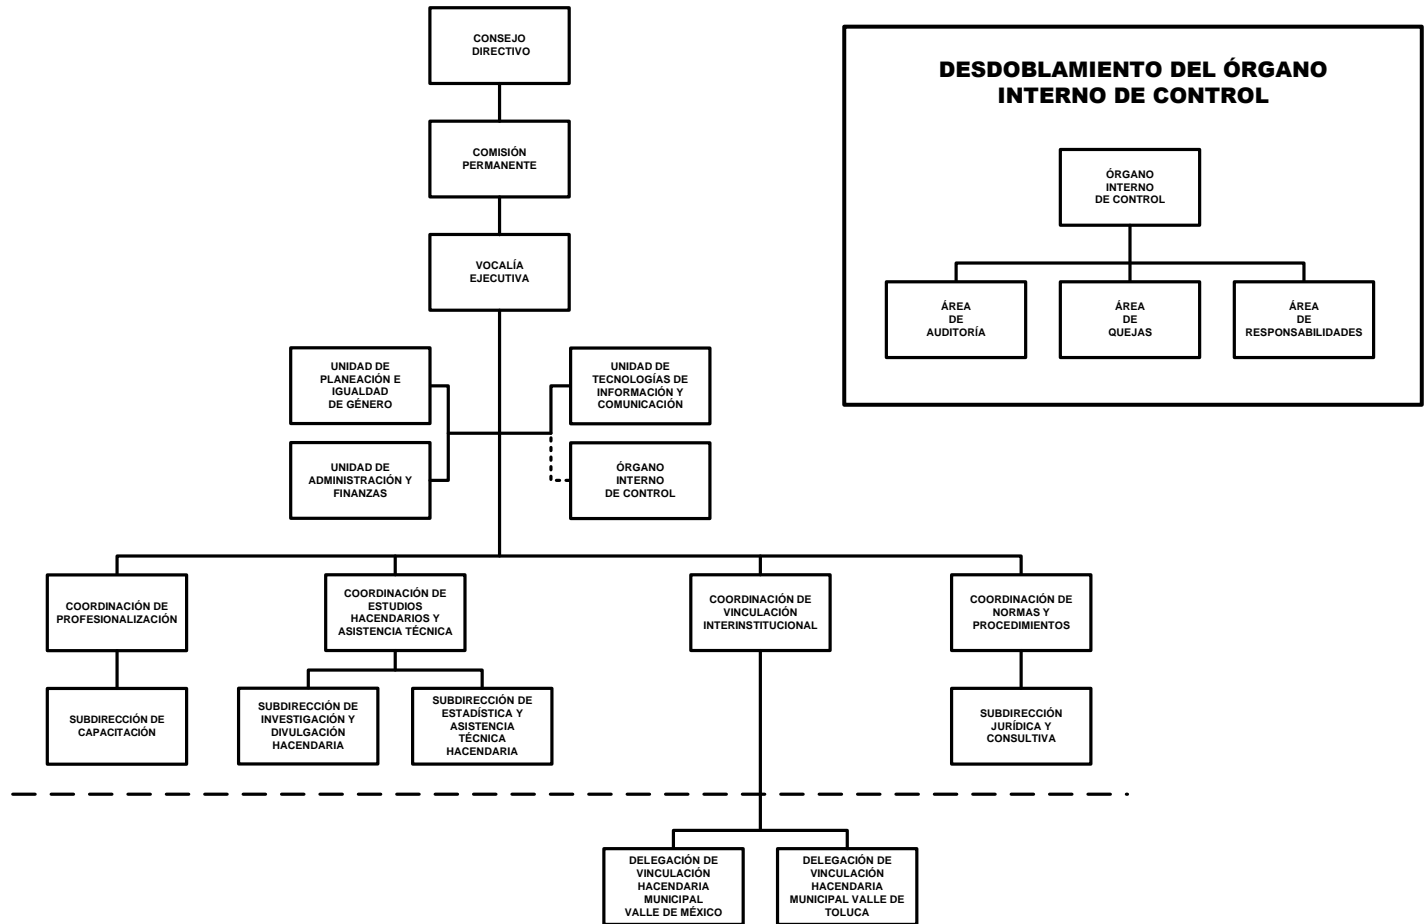 CONSEJO
DIRECTIVO
COMISIÓN
PERMANENTE
VOCALÍA
EJECUTIVA
DESDOBLAMIENTO DEL ÓRGANO
INTERNO DE CONTROL
ÓRGANO
INTERNO
DE CONTROL
ÁREA
DE
AUDITORÍA
ÁREA
DE
QUEJAS
ÁREA
DE
RESPONSABILIDADES
UNIDAD DE
PLANEACIÓN E
IGUALDAD
DE GÉNERO
UNIDAD DE
TECNOLOGÍAS DE
INFORMACIÓN Y
COMUNICACIÓN
UNIDAD DE
ADMINISTRACIÓN Y
FINANZAS
ÓRGANO
INTERNO
DE CONTROL
COORDINACIÓN DE
PROFESIONALIZACIÓN
COORDINACIÓN DE
ESTUDIOS
HACENDARIOS Y
ASISTENCIA TÉCNICA
COORDINACIÓN DE
VINCULACIÓN
INTERINSTITUCIONAL
COORDINACIÓN DE
NORMAS Y
PROCEDIMIENTOS
SUBDIRECCIÓN DE
CAPACITACIÓN
SUBDIRECCIÓN DE
INVESTIGACIÓN Y
DIVULGACIÓN
HACENDARIA
SUBDIRECCIÓN DE
ESTADÍSTICA Y
ASISTENCIA
TÉCNICA
HACENDARIA
SUBDIRECCIÓN
JURÍDICA Y
CONSULTIVA
DELEGACIÓN DE
VINCULACIÓN
HACENDARIA
MUNICIPAL
VALLE DE MÉXICO
DELEGACIÓN DE
VINCULACIÓN
HACENDARIA
MUNICIPAL VALLE DE
TOLUCA